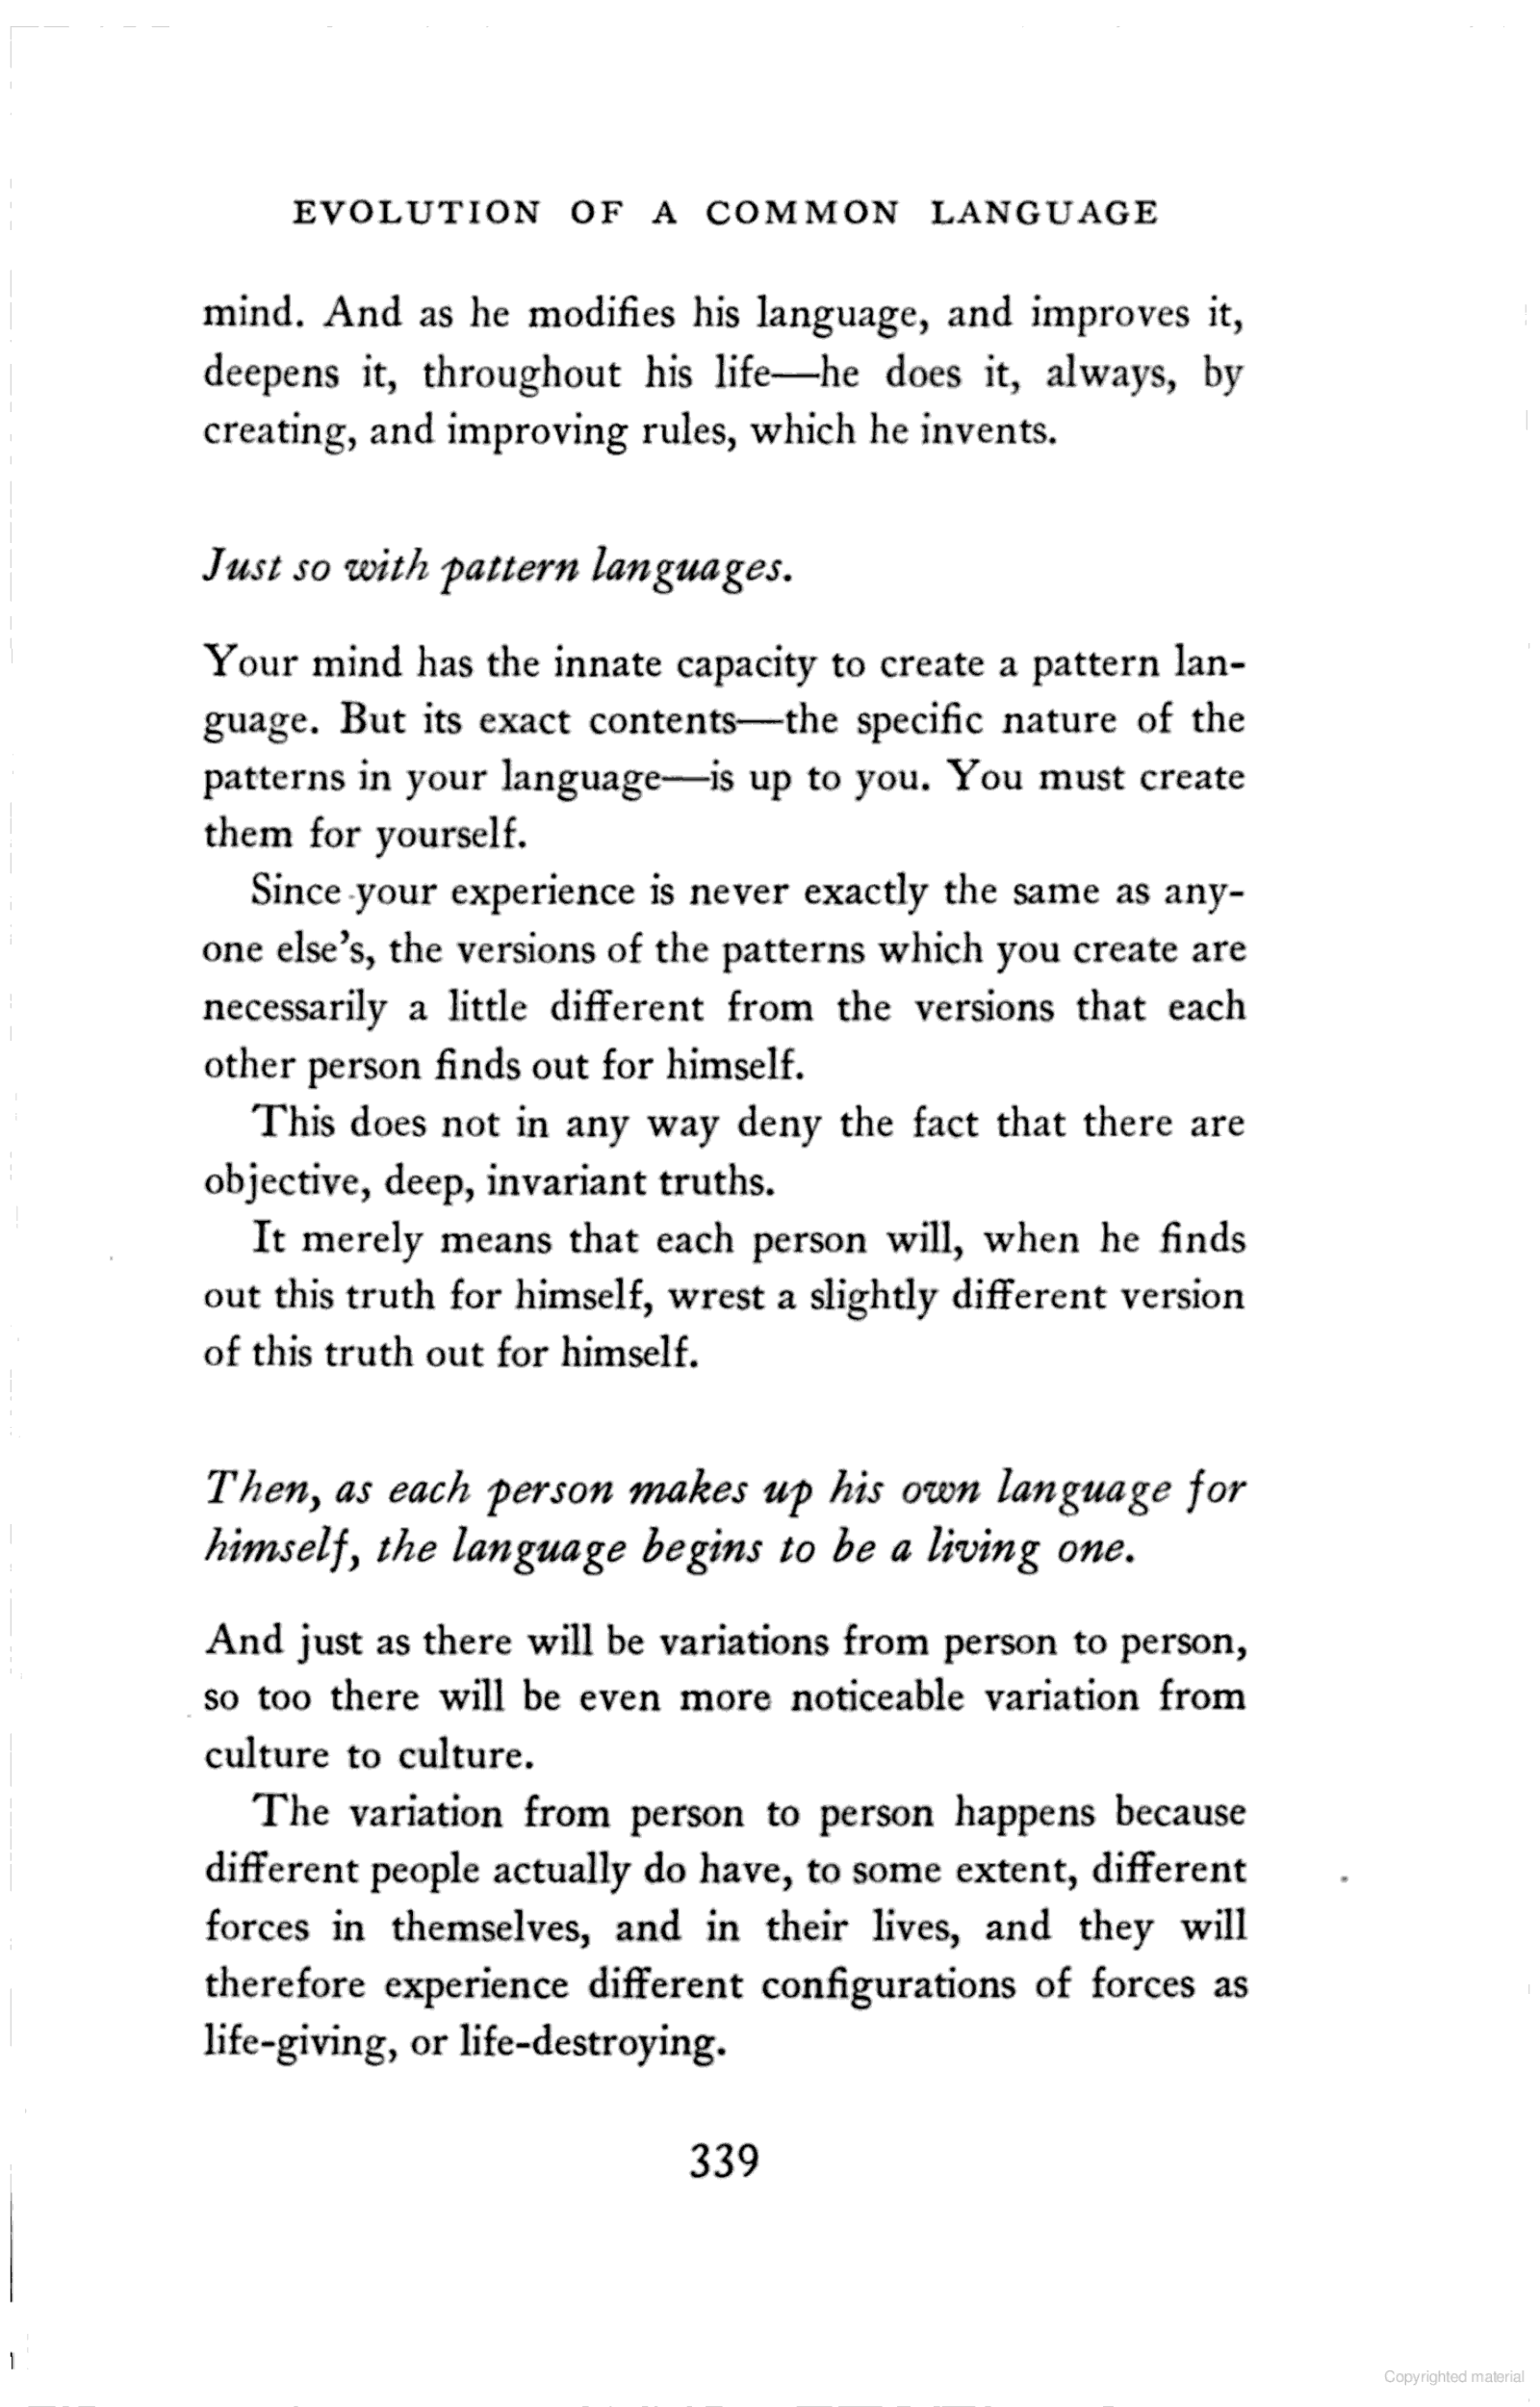 EVOLUTION OF A COMMON LANGUAGE
mind. And as he modifies his language, and improves it,
deepens it, throughout his life—he does it, always, by
creating, and improving rules, which he invents.
Just so with pattern languages.
Your mind has the innate capacity to create a pattern lan-
guage. But its exact contents—the specific nature of the
patterns in your language—is up to you. You must create
them for yourself.
Since your experience is never exactly the same as any-
one else's, the versions of the patterns which you create are
necessarily a little different from the versions that each
other person finds out for himself.
This does not in any way deny the fact that there are
objective, deep, invariant truths.
It merely means that each person will, when he finds
out this truth for himself, wrest a slightly different version
of this truth out for himself.
Then, as each person makes up his own language for
himself, the language begins to be a living one.
And just as there will be variations from person to person,
so too there will be even more noticeable variation from
culture to culture.
The variation from person to person happens because
different people actually do have, to some extent, different
forces in themselves, and in their lives, and they will
therefore experience different configurations of forces as
life-giving, or life-destroying.
339
Copyrighted material